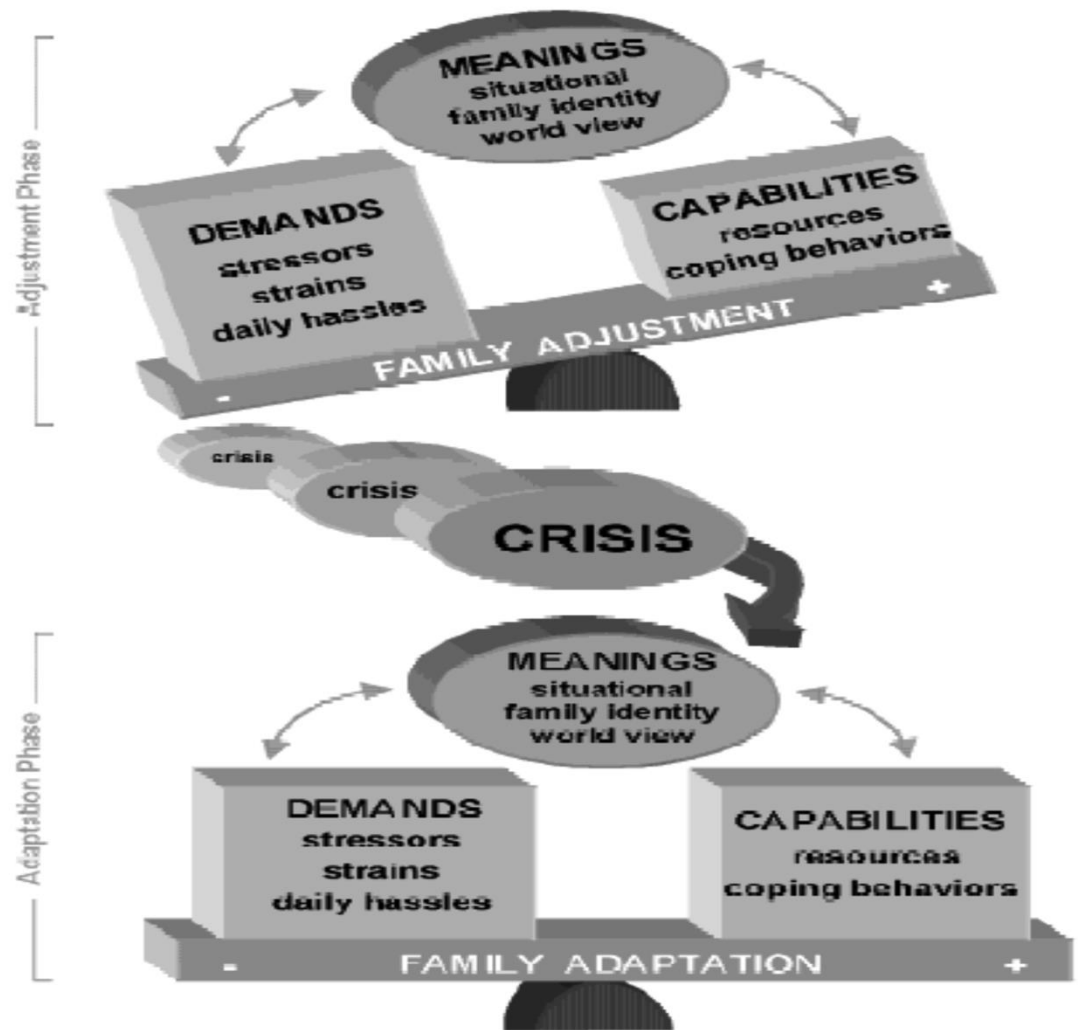 Adjustment Phase
MEANINGS
situational
family identity
world view
DEMANDS
stressors
strains
daily hassles
CAPABILITIES
resources
coping behaviors
- FAMILY ADJUSTMENT +
crisis
crisis
CRISIS
Adaptation Phase
MEANINGS
situational
family identity
world view
DEMANDS
stressors
strains
daily hassles
CAPABILITIES
resources
coping behaviors
- FAMILY ADAPTATION +